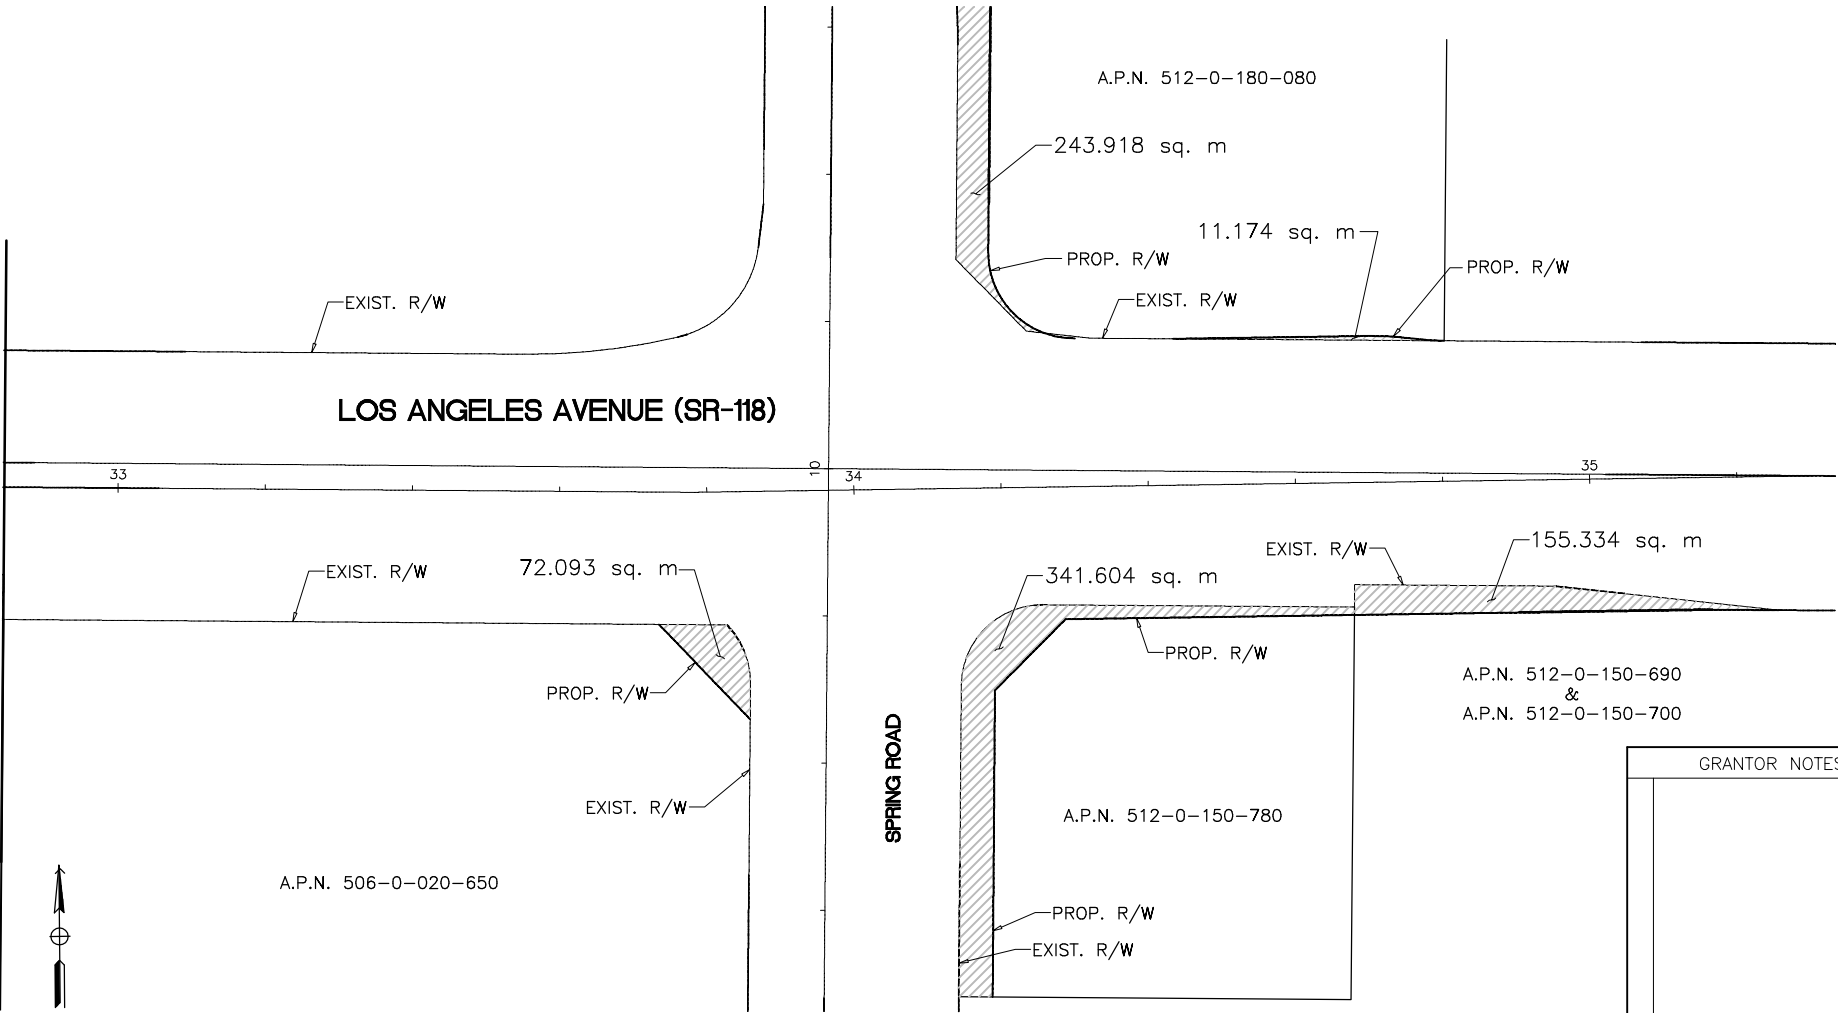 A.P.N. 512-0-180-080
243.918 sq. m
11.174 sq. m
PROP. R/W
PROP. R/W
EXIST. R/W
EXIST. R/W
LOS ANGELES AVENUE (SR-118)
33
10
34
35
EXIST. R/W
72.093 sq. m
341.604 sq. m
EXIST. R/W
155.334 sq. m
PROP. R/W
PROP. R/W
A.P.N. 512-0-150-690
&
A.P.N. 512-0-150-700
SPRING ROAD
GRANTOR NOTES
EXIST. R/W
A.P.N. 512-0-150-780
A.P.N. 506-0-020-650
PROP. R/W
EXIST. R/W